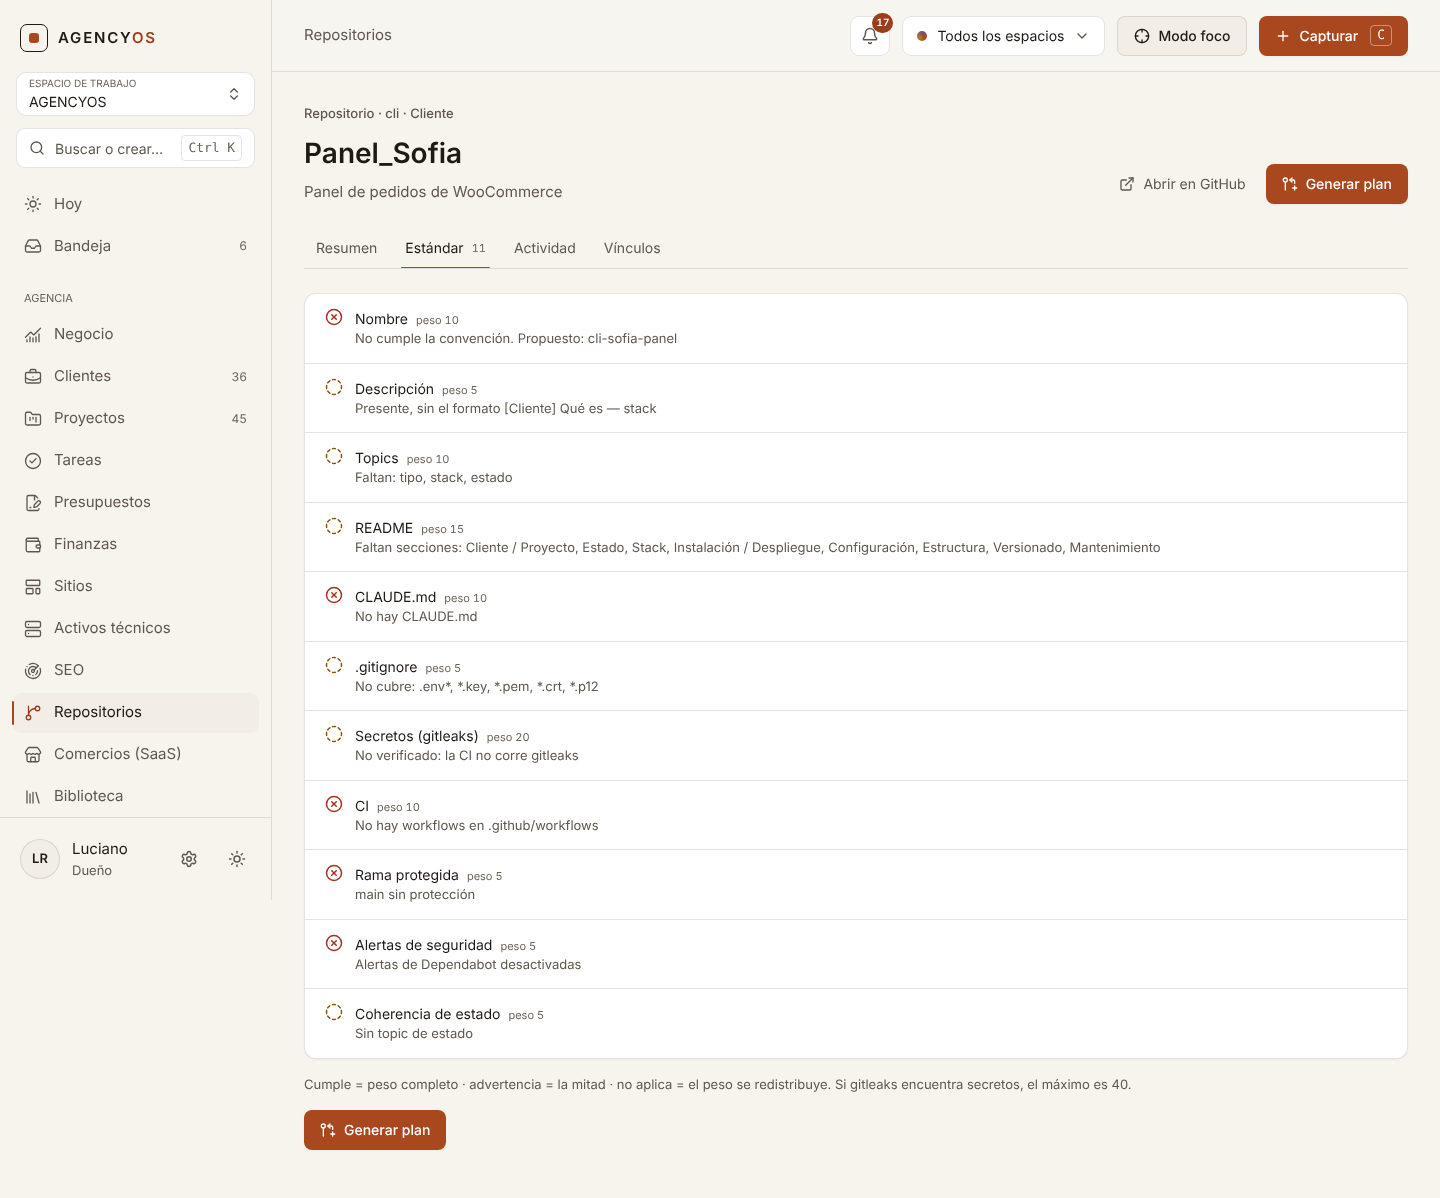 AGENCYOS
ESPACIO DE TRABAJO
AGENCYOS
Buscar o crear... Ctrl K
Hoy
Bandeja 6
AGENCIA
Negocio
Clientes 36
Proyectos 45
Tareas
Presupuestos
Finanzas
Sitios
Activos técnicos
SEO
Repositorios
Comercios (SaaS)
Biblioteca
LR Luciano
Dueño
Repositorios
17
Todos los espacios
Modo foco
Capturar C
Repositorio · cli · Cliente
Panel_Sofia
Panel de pedidos de WooCommerce
Abrir en GitHub
Generar plan
Resumen Estándar 11 Actividad Vínculos
Nombre peso 10
No cumple la convención. Propuesto: cli-sofia-panel
Descripción peso 5
Presente, sin el formato [Cliente] Qué es — stack
Topics peso 10
Faltan: tipo, stack, estado
README peso 15
Faltan secciones: Cliente / Proyecto, Estado, Stack, Instalación / Despliegue, Configuración, Estructura, Versionado, Mantenimiento
CLAUDE.md peso 10
No hay CLAUDE.md
.gitignore peso 5
No cubre: .env*, *.key, *.pem, *.crt, *.p12
Secretos (gitleaks) peso 20
No verificado: la CI no corre gitleaks
CI peso 10
No hay workflows en .github/workflows
Rama protegida peso 5
main sin protección
Alertas de seguridad peso 5
Alertas de Dependabot desactivadas
Coherencia de estado peso 5
Sin topic de estado
Cumple = peso completo · advertencia = la mitad · no aplica = el peso se redistribuye. Si gitleaks encuentra secretos, el máximo es 40.
Generar plan